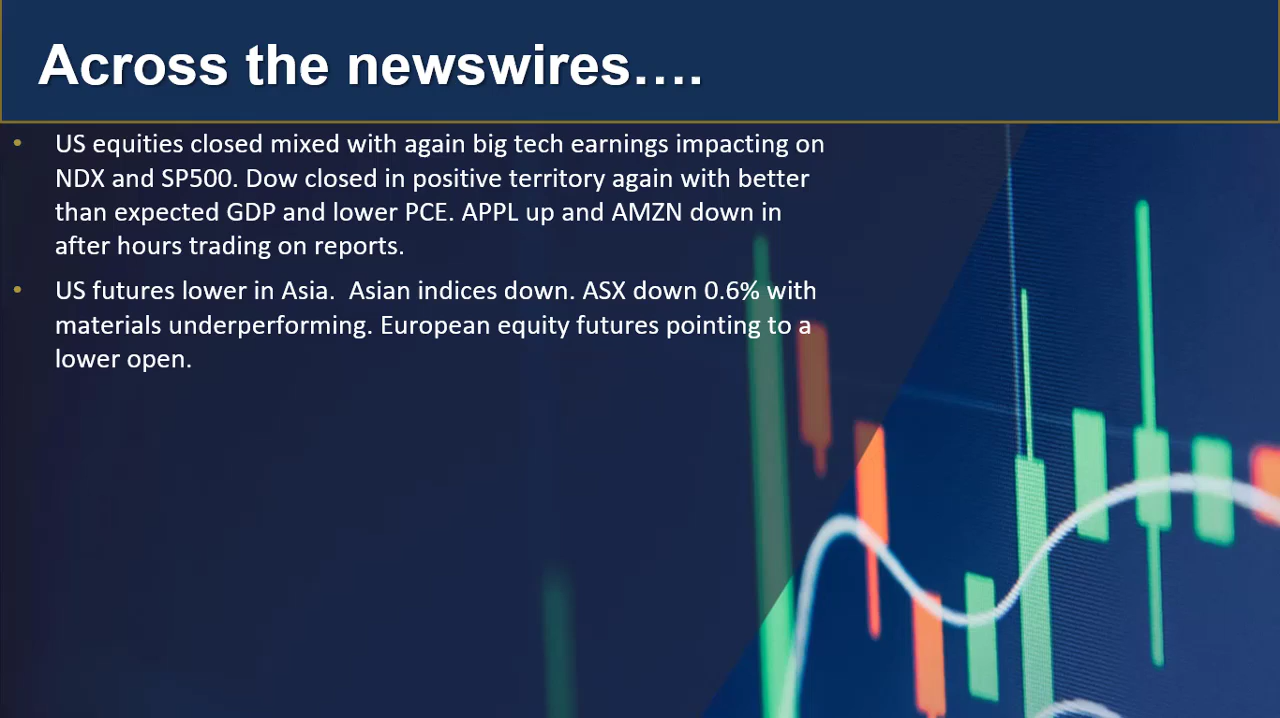 Across the newswires….
• US equities closed mixed with again big tech earnings impacting on
NDX and SP500. Dow closed in positive territory again with better
than expected GDP and lower PCE. APPL up and AMZN down in
after hours trading on reports.
• US futures lower in Asia.  Asian indices down. ASX down 0.6% with
materials underperforming. European equity futures pointing to a
lower open.